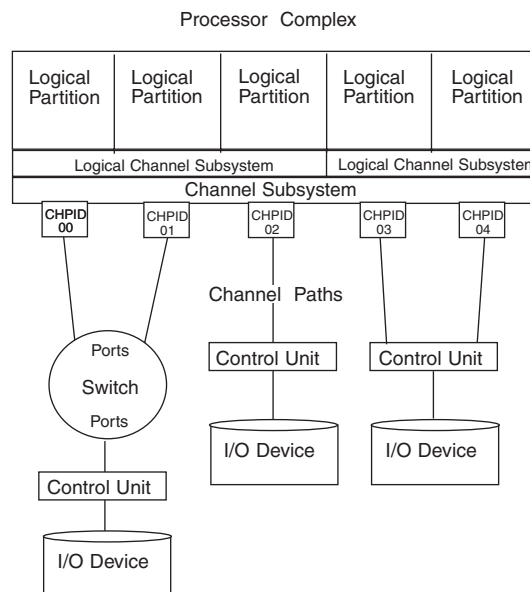 Processor Complex
Logical Partition
Logical Partition
Logical Partition
Logical Partition
Logical Partition
Logical Channel Subsystem
Logical Channel Subsystem
Channel Subsystem
CHPID 00
CHPID 01
CHPID 02
CHPID 03
CHPID 04
Channel Paths
Ports
Switch
Ports
Control Unit
Control Unit
I/O Device
I/O Device
Control Unit
I/O Device